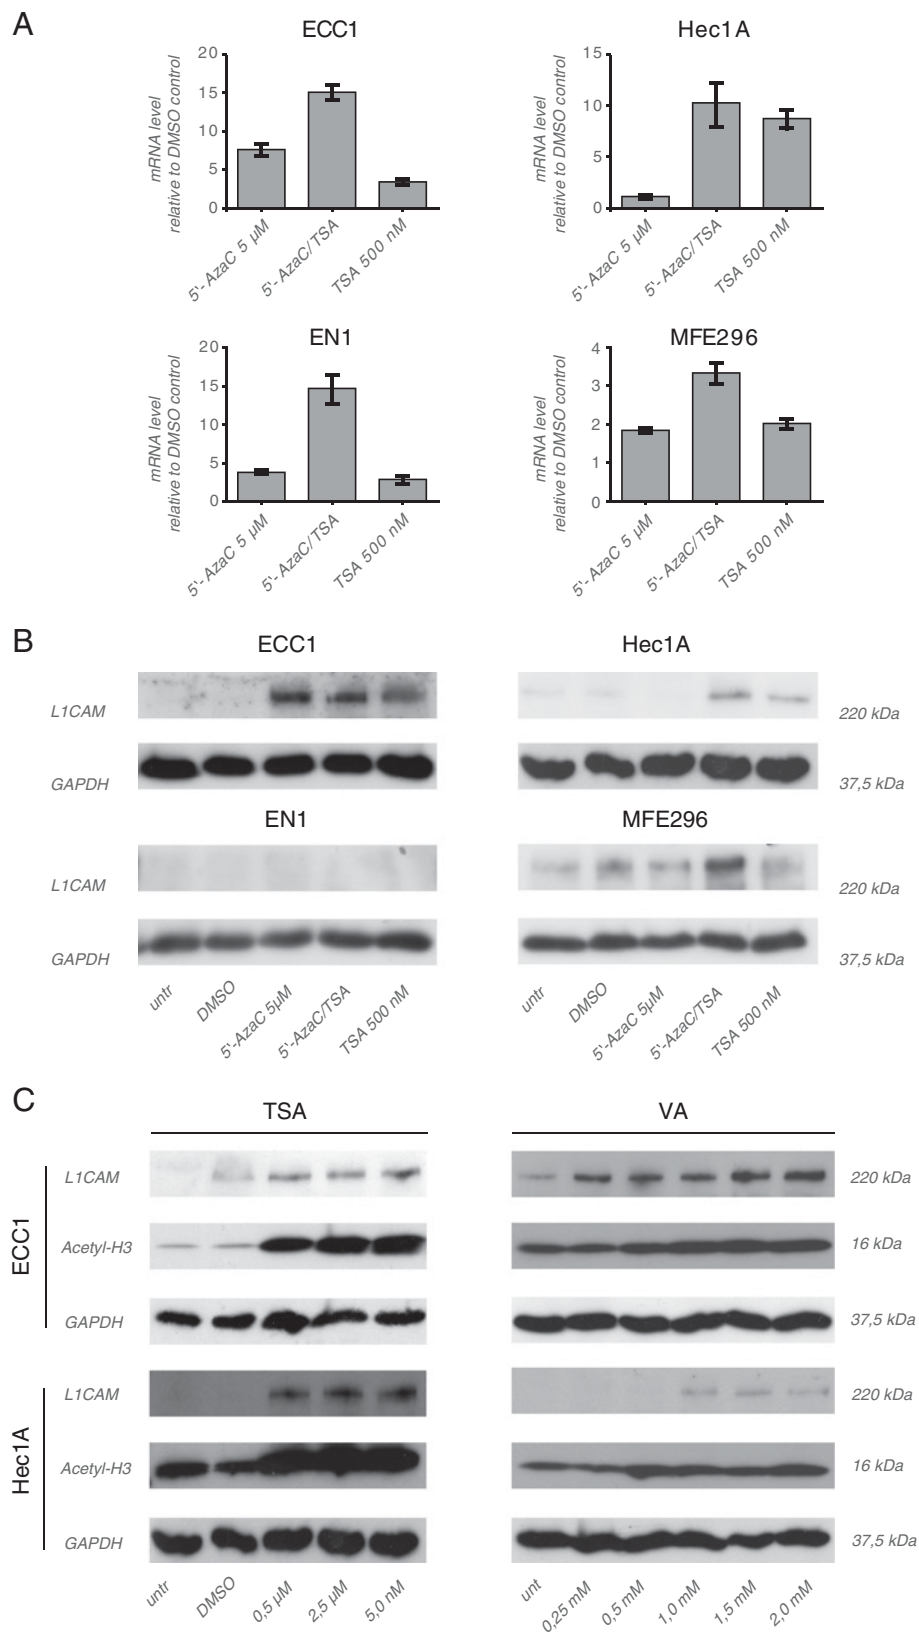 A
ECC1
Hec1A
mRNA level
relative to DMSO control
20
15
10
5
0
5'- AzaC 5 µM
5'- AzaC/TSA
TSA 500 nM
mRNA level
relative to DMSO control
15
10
5
0
5'- AzaC 5 µM
5'- AzaC/TSA
TSA 500 nM
EN1
MFE296
mRNA level
relative to DMSO control
20
15
10
5
0
5'- AzaC 5 µM
5'- AzaC/TSA
TSA 500 nM
mRNA level
relative to DMSO control
4
3
2
1
0
5'- AzaC 5 µM
5'- AzaC/TSA
TSA 500 nM
B
ECC1
Hec1A
L1CAM
220 kDa
GAPDH
37,5 kDa
EN1
MFE296
L1CAM
220 kDa
GAPDH
37,5 kDa
untr
DMSO
5'-AzaC 5µM
5'-AzaC/TSA
TSA 500 nM
untr
DMSO
5'-AzaC 5µM
5'-AzaC/TSA
TSA 500 nM
C
TSA
VA
ECC1
L1CAM
220 kDa
Acetyl-H3
16 kDa
GAPDH
37,5 kDa
Hec1A
L1CAM
220 kDa
Acetyl-H3
16 kDa
GAPDH
37,5 kDa
untr
DMSO
0,5 µM
2,5 µM
5,0 nM
unt
0,25 mM
0,5 mM
1,0 mM
1,5 mM
2,0 mM